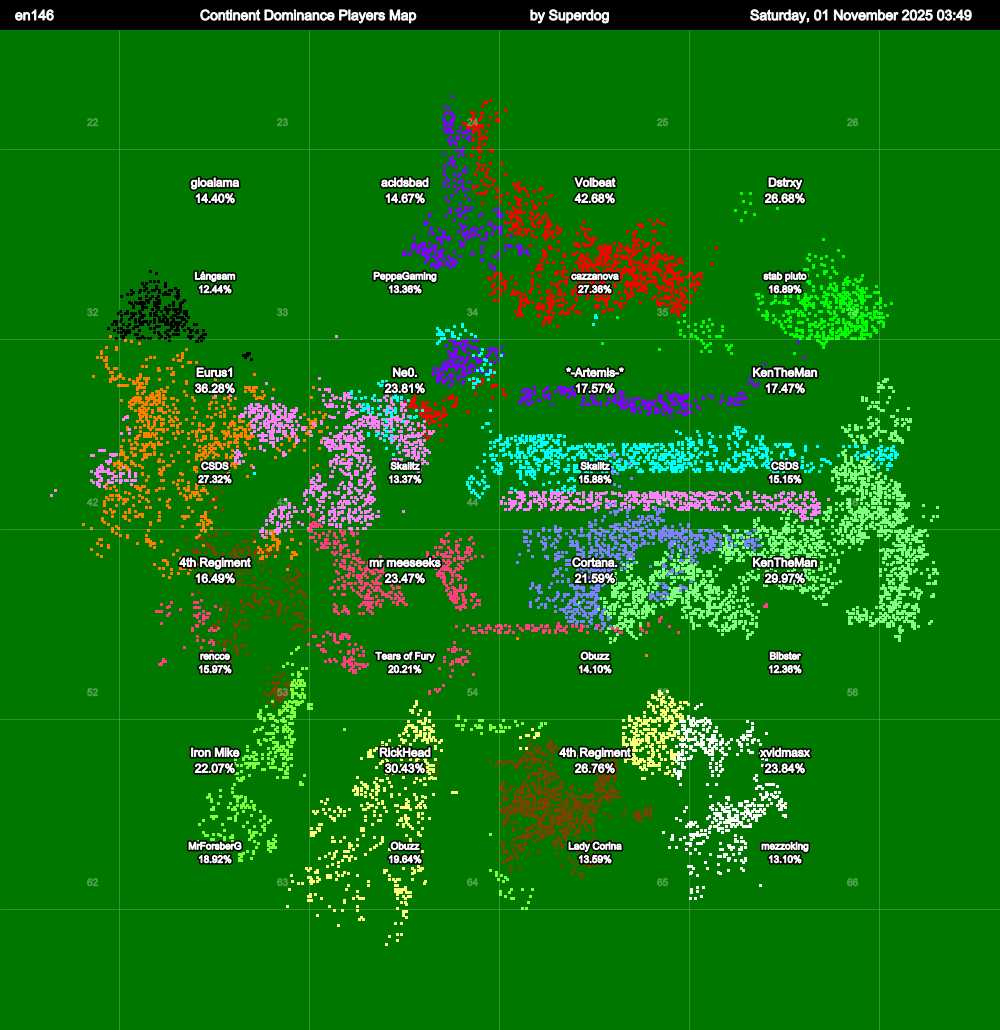 en146 Continent Dominance Players Map by Superdog Saturday, 01 November 2025 03:49
22 23 24 25 26
gioalama acidsbad Volbeat Dstrxy
14.40% 14.67% 42.68% 26.68%
Långsam PeppaGaming cazzanova stab pluto
12.44% 13.36% 27.36% 16.89%
32 33 34 35
Eurus1 Ne0. *-Artemis-* KenTheMan
36.28% 23.81% 17.57% 17.47%
CSDS Skalitz Skalitz CSDS
27.32% 13.37% 15.88% 15.15%
42 44
4th Regiment mr meeseeks Cortana. KenTheMan
16.49% 23.47% 21.59% 29.97%
rencce Tears of Fury Obuzz Bibster
15.97% 20.21% 14.10% 12.36%
52 53 54 56
Iron Mike RickHead 4th Regiment xvidmasx
22.07% 30.43% 26.76% 23.84%
MrForsberG Obuzz Lady Corina mezzoking
18.92% 19.64% 13.59% 13.10%
62 63 64 65 66